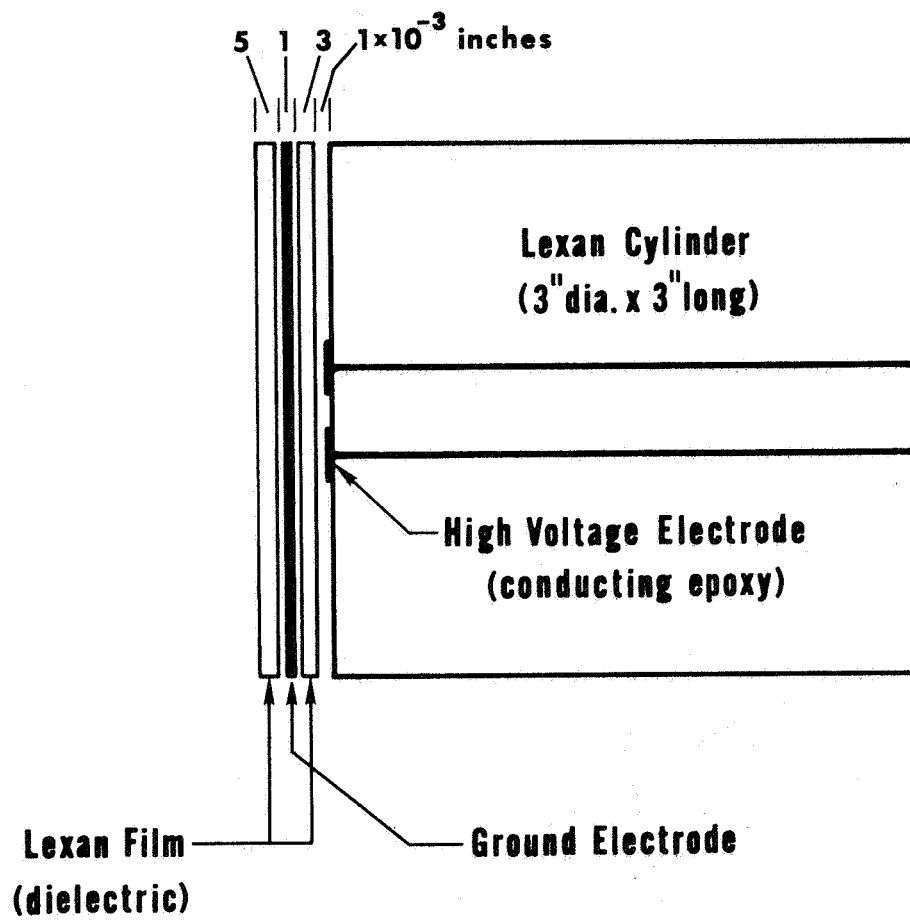 5 1 3 1×10⁻³ inches
Lexan Cylinder
(3"dia. x 3"long)
High Voltage Electrode
(conducting epoxy)
Lexan Film
(dielectric)
Ground Electrode